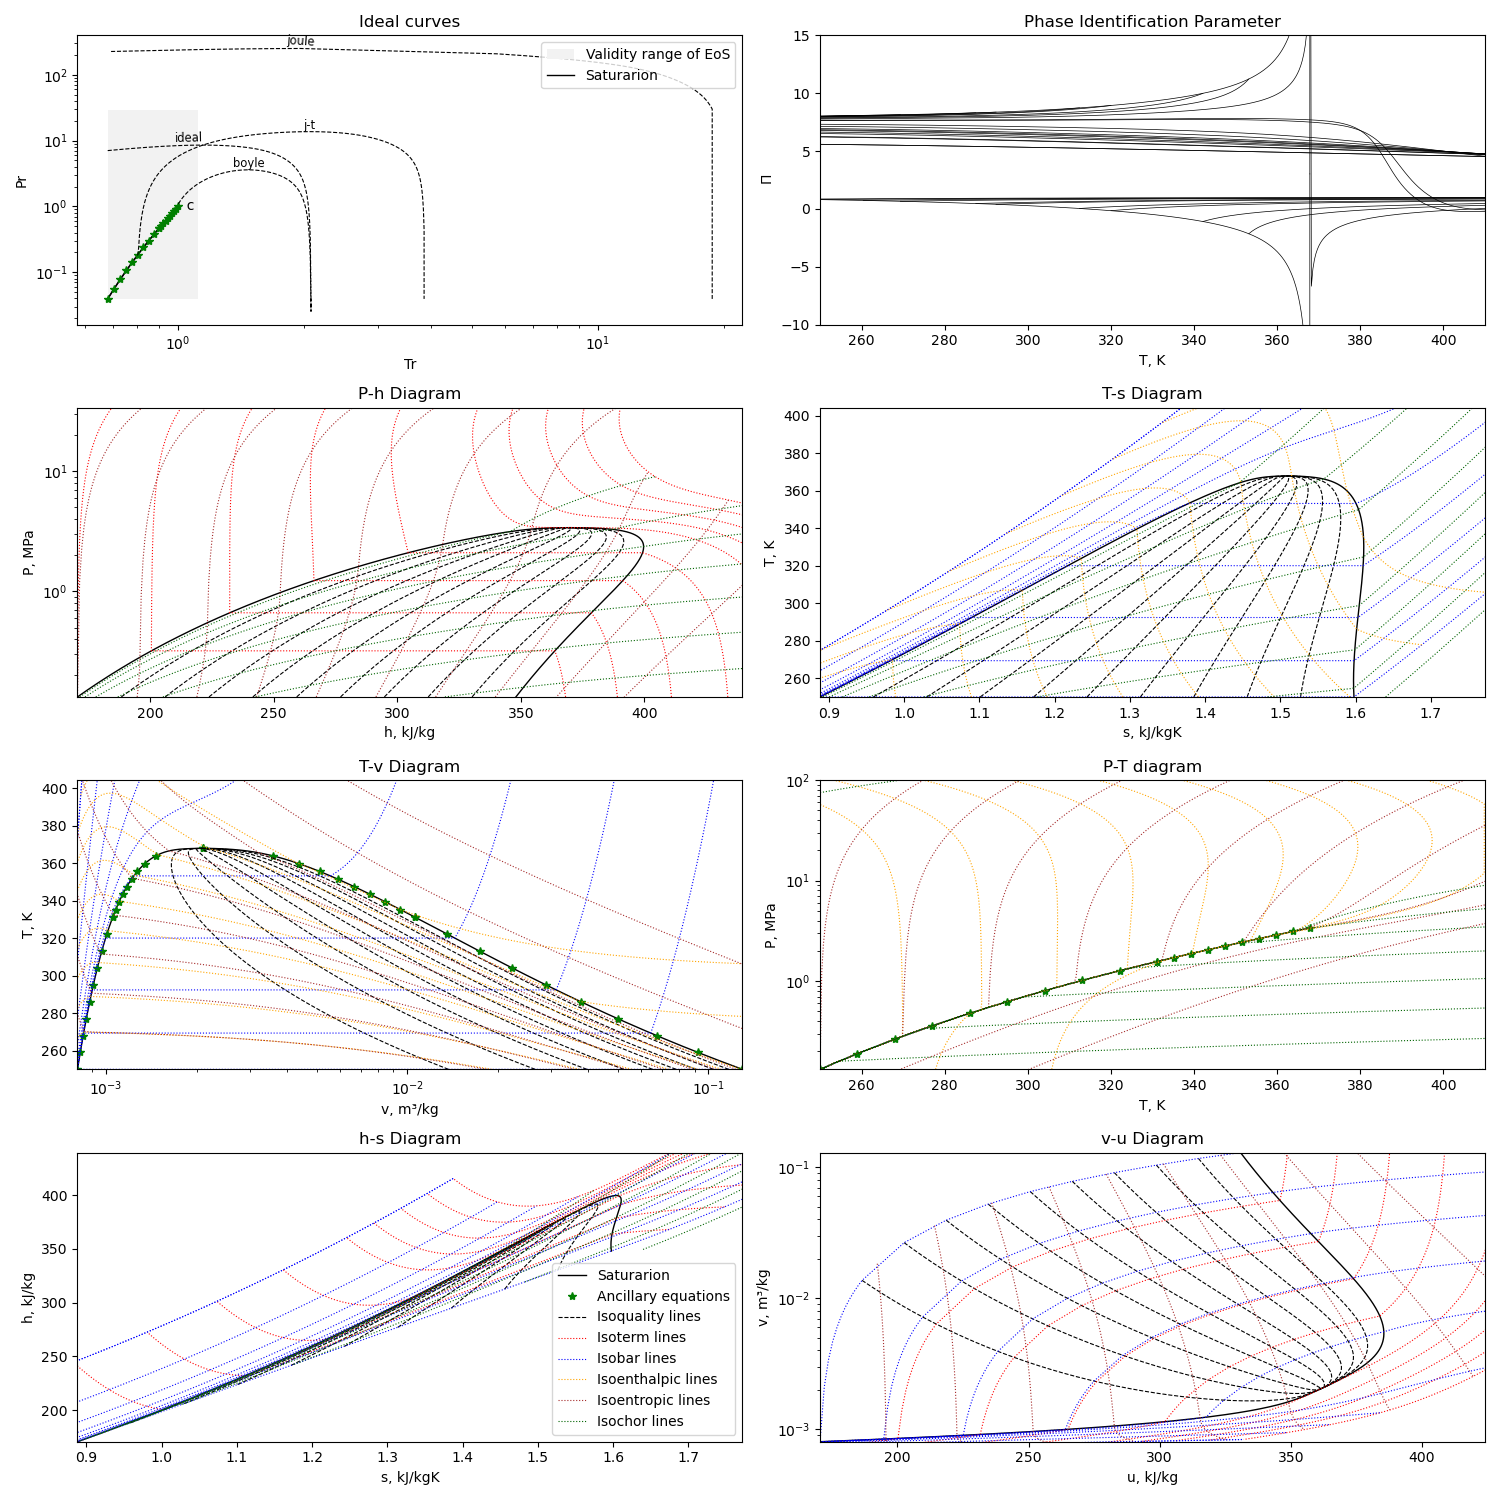 Ideal curves
joule
Validity range of EoS
Saturarion
j-t
ideal
boyle
c
10²
10¹
10⁰
10⁻¹
Pr
10⁰
10¹
Tr
Phase Identification Parameter
15
10
5
0
−5
−10
Π
260
280
300
320
340
360
380
400
T, K
P-h Diagram
10¹
10⁰
P, MPa
200
250
300
350
400
h, kJ/kg
T-s Diagram
400
380
360
340
320
300
280
260
T, K
0.9
1.0
1.1
1.2
1.3
1.4
1.5
1.6
1.7
s, kJ/kgK
T-v Diagram
400
380
360
340
320
300
280
260
T, K
10⁻³
10⁻²
10⁻¹
v, m³/kg
P-T diagram
10²
10¹
10⁰
P, MPa
260
280
300
320
340
360
380
400
T, K
h-s Diagram
400
350
300
250
200
h, kJ/kg
Saturarion
Ancillary equations
Isoquality lines
Isoterm lines
Isobar lines
Isoenthalpic lines
Isoentropic lines
Isochor lines
0.9
1.0
1.1
1.2
1.3
1.4
1.5
1.6
1.7
s, kJ/kgK
v-u Diagram
10⁻¹
10⁻²
10⁻³
v, m³/kg
200
250
300
350
400
u, kJ/kg